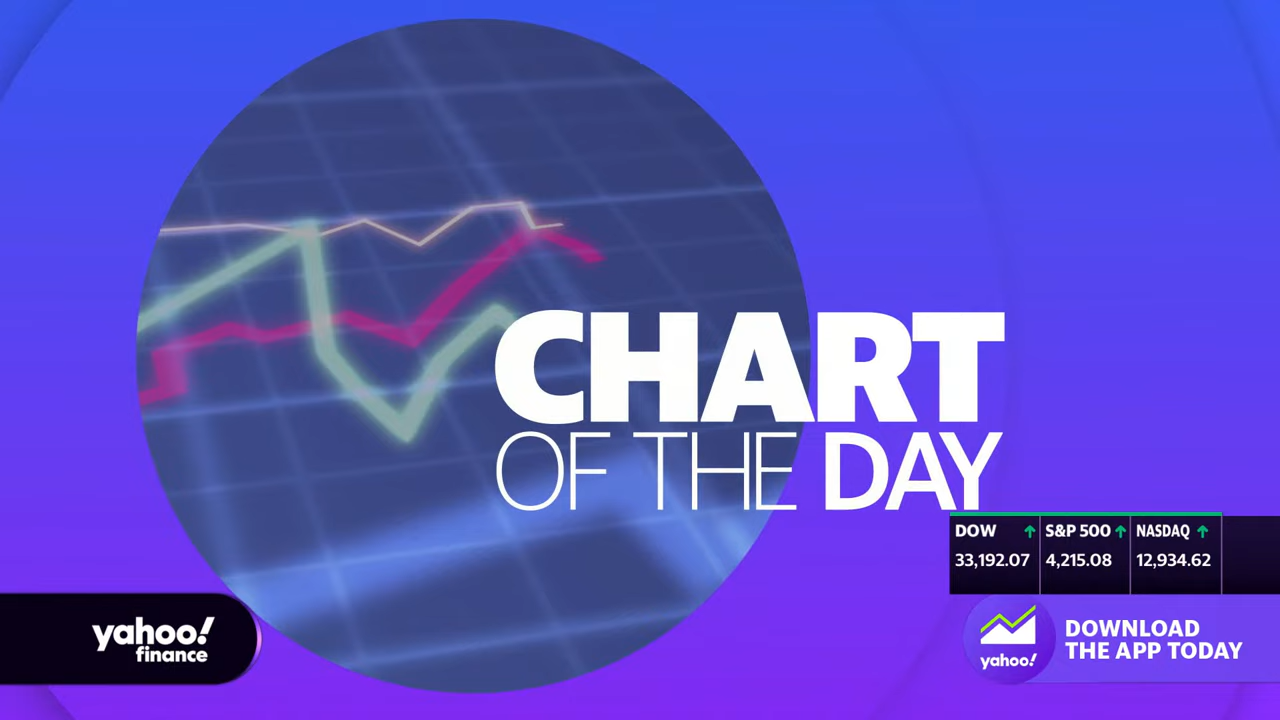 CHART
OF THE DAY
DOW S&P 500 NASDAQ
33,192.07 4,215.08 12,934.62
yahoo!
finance
yahoo!
DOWNLOAD
THE APP TODAY